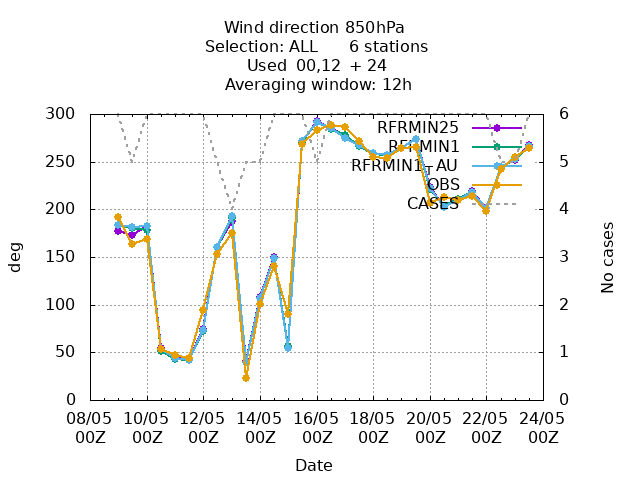 Wind direction 850hPa
Selection: ALL 6 stations
Used 00,12 + 24
Averaging window: 12h
300 6
RFRMIN25
RFRMIN1
250 5
RFRMIN1-AU
OBS
CASES
200 4
150 3
100 2
50 1
0 0
deg
No cases
08/05 10/05 12/05 14/05 16/05 18/05 20/05 22/05 24/05
00Z 00Z 00Z 00Z 00Z 00Z 00Z 00Z 00Z
Date